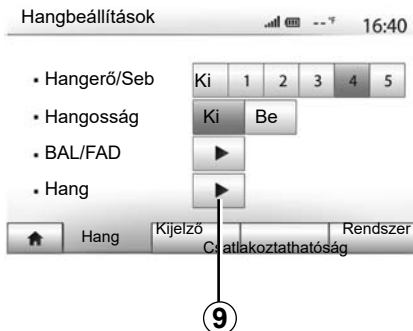 Hangbeállítások -- °F 16:40
• Hangerő/Seb Ki 1 2 3 4 5
• Hangosság Ki Be
• BAL/FAD
• Hang
Hang Kijelző Csatlakoztathatóság Rendszer
9